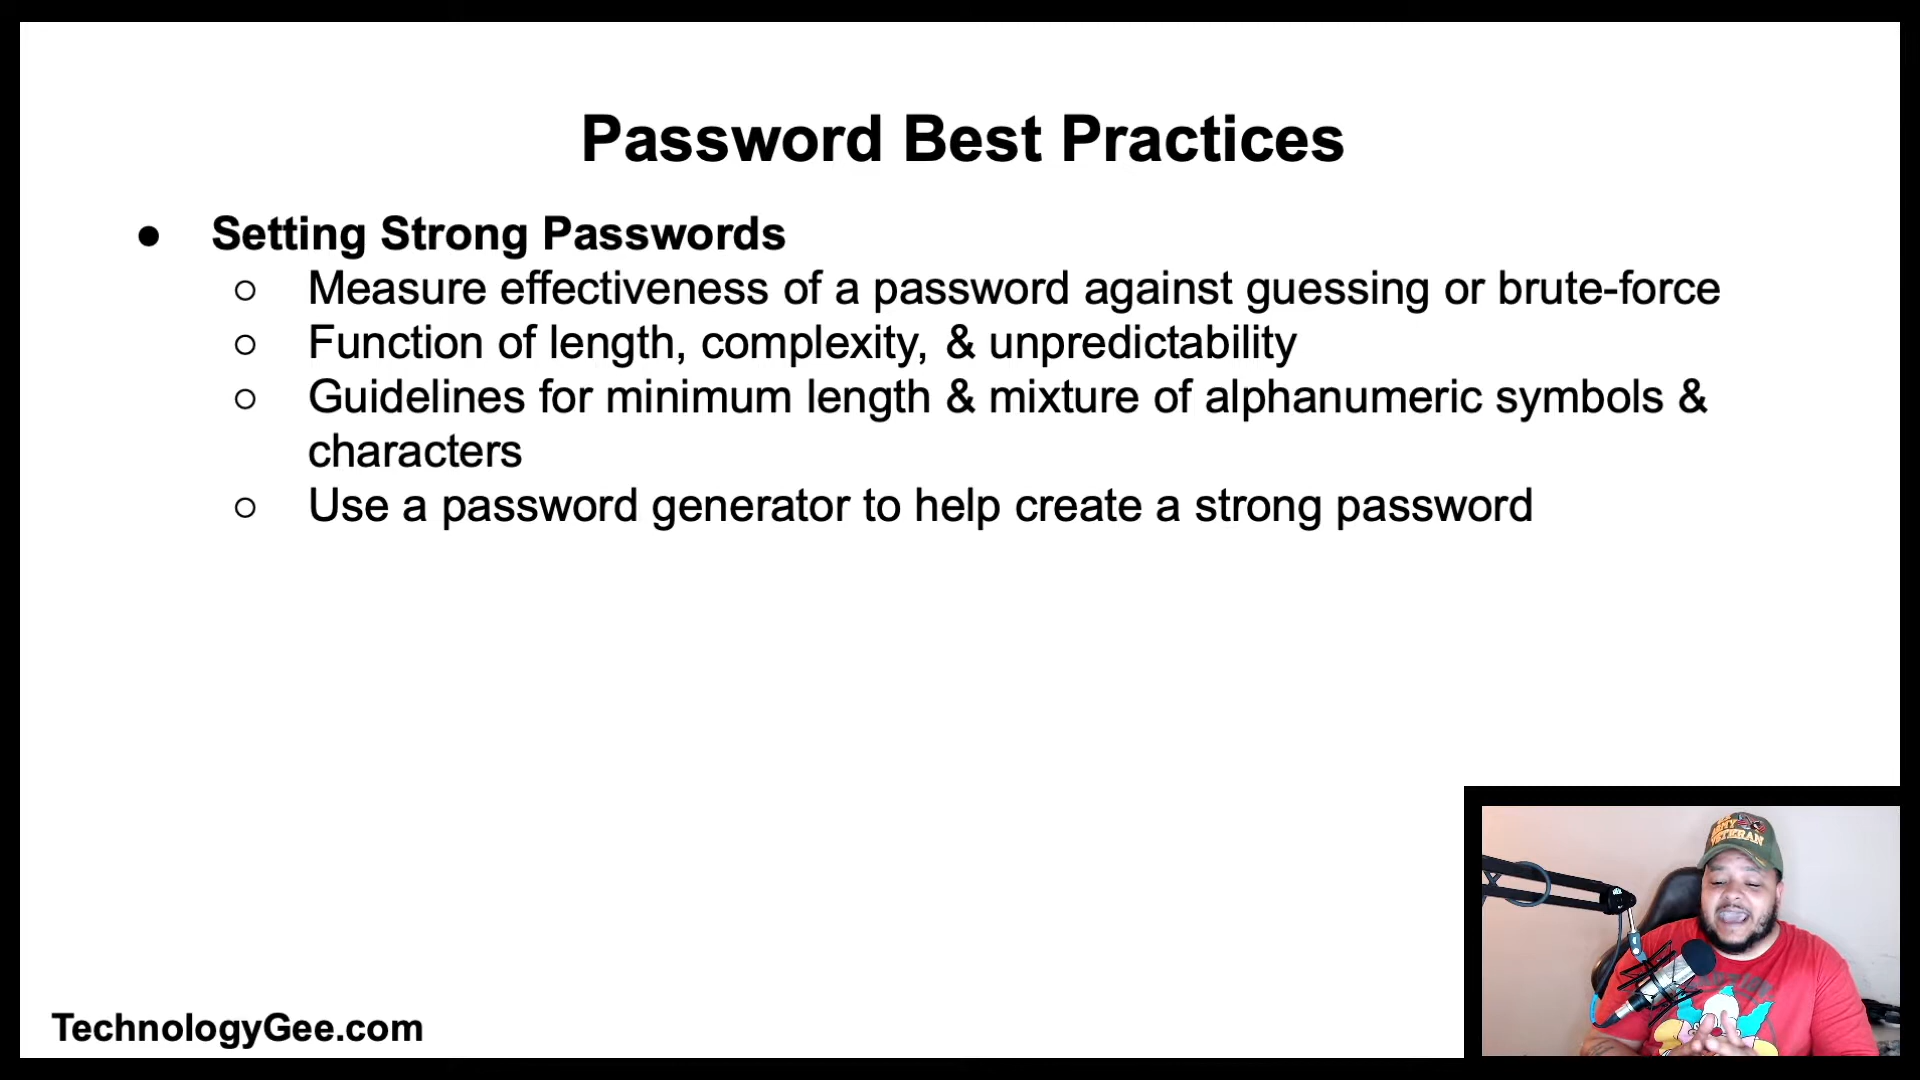 Password Best Practices
● Setting Strong Passwords
○ Measure effectiveness of a password against guessing or brute-force
○ Function of length, complexity, & unpredictability
○ Guidelines for minimum length & mixture of alphanumeric symbols &
characters
○ Use a password generator to help create a strong password
ARMY
VETERAN
TechnologyGee.com